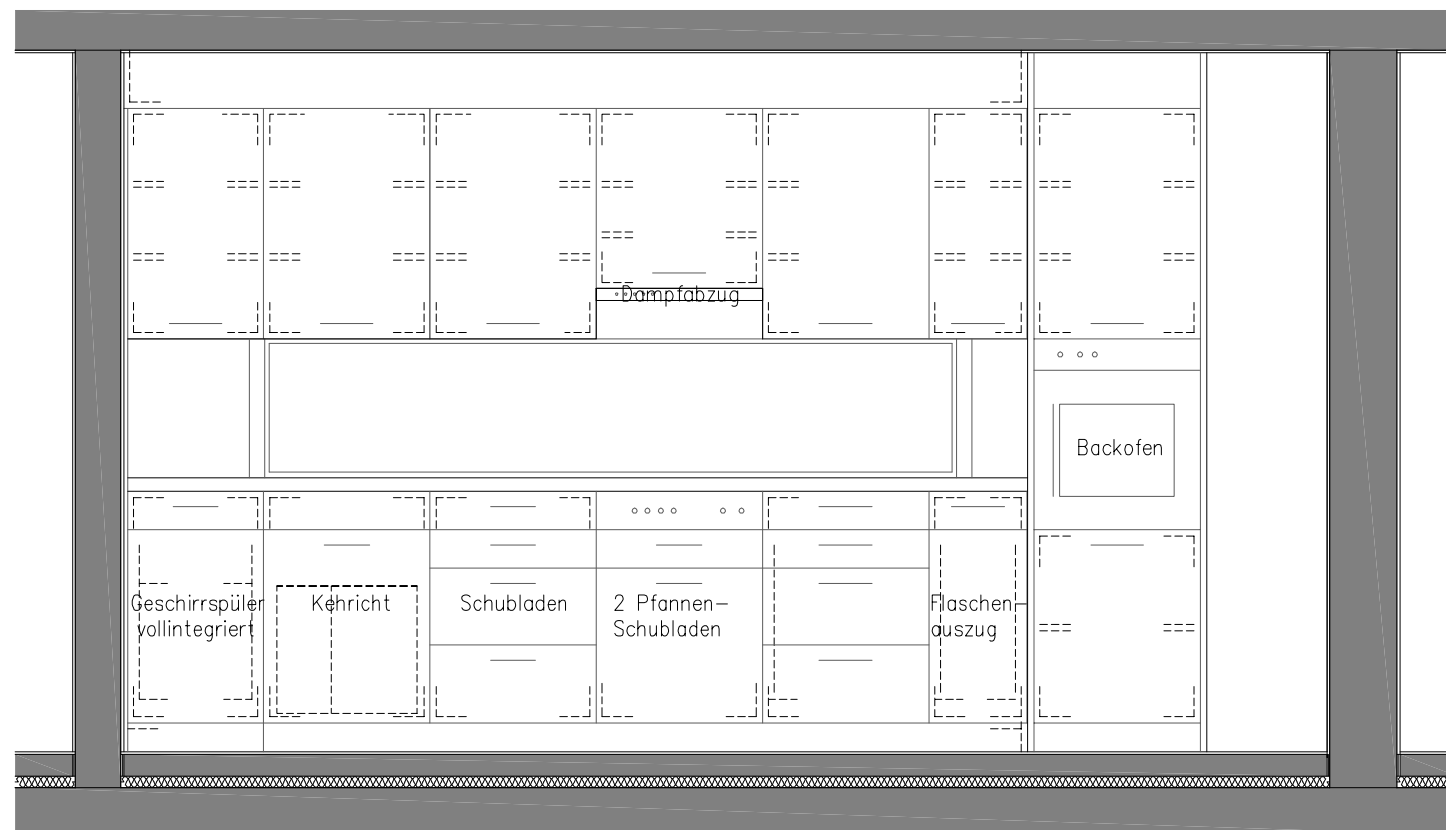 Dampfabzug
Backofen
Geschirrspüler
vollintegriert
Kehricht
Schubladen
2 Pfannen-
Schubladen
Flaschen-
auszug